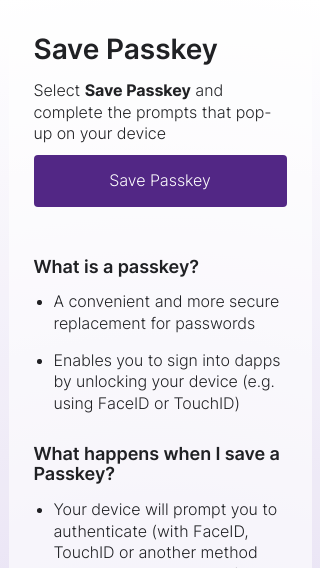 Save Passkey
Select Save Passkey and
complete the prompts that pop-
up on your device
Save Passkey
What is a passkey?
• A convenient and more secure
replacement for passwords
• Enables you to sign into dapps
by unlocking your device (e.g.
using FaceID or TouchID)
What happens when I save a
Passkey?
• Your device will prompt you to
authenticate (with FaceID,
TouchID or another method